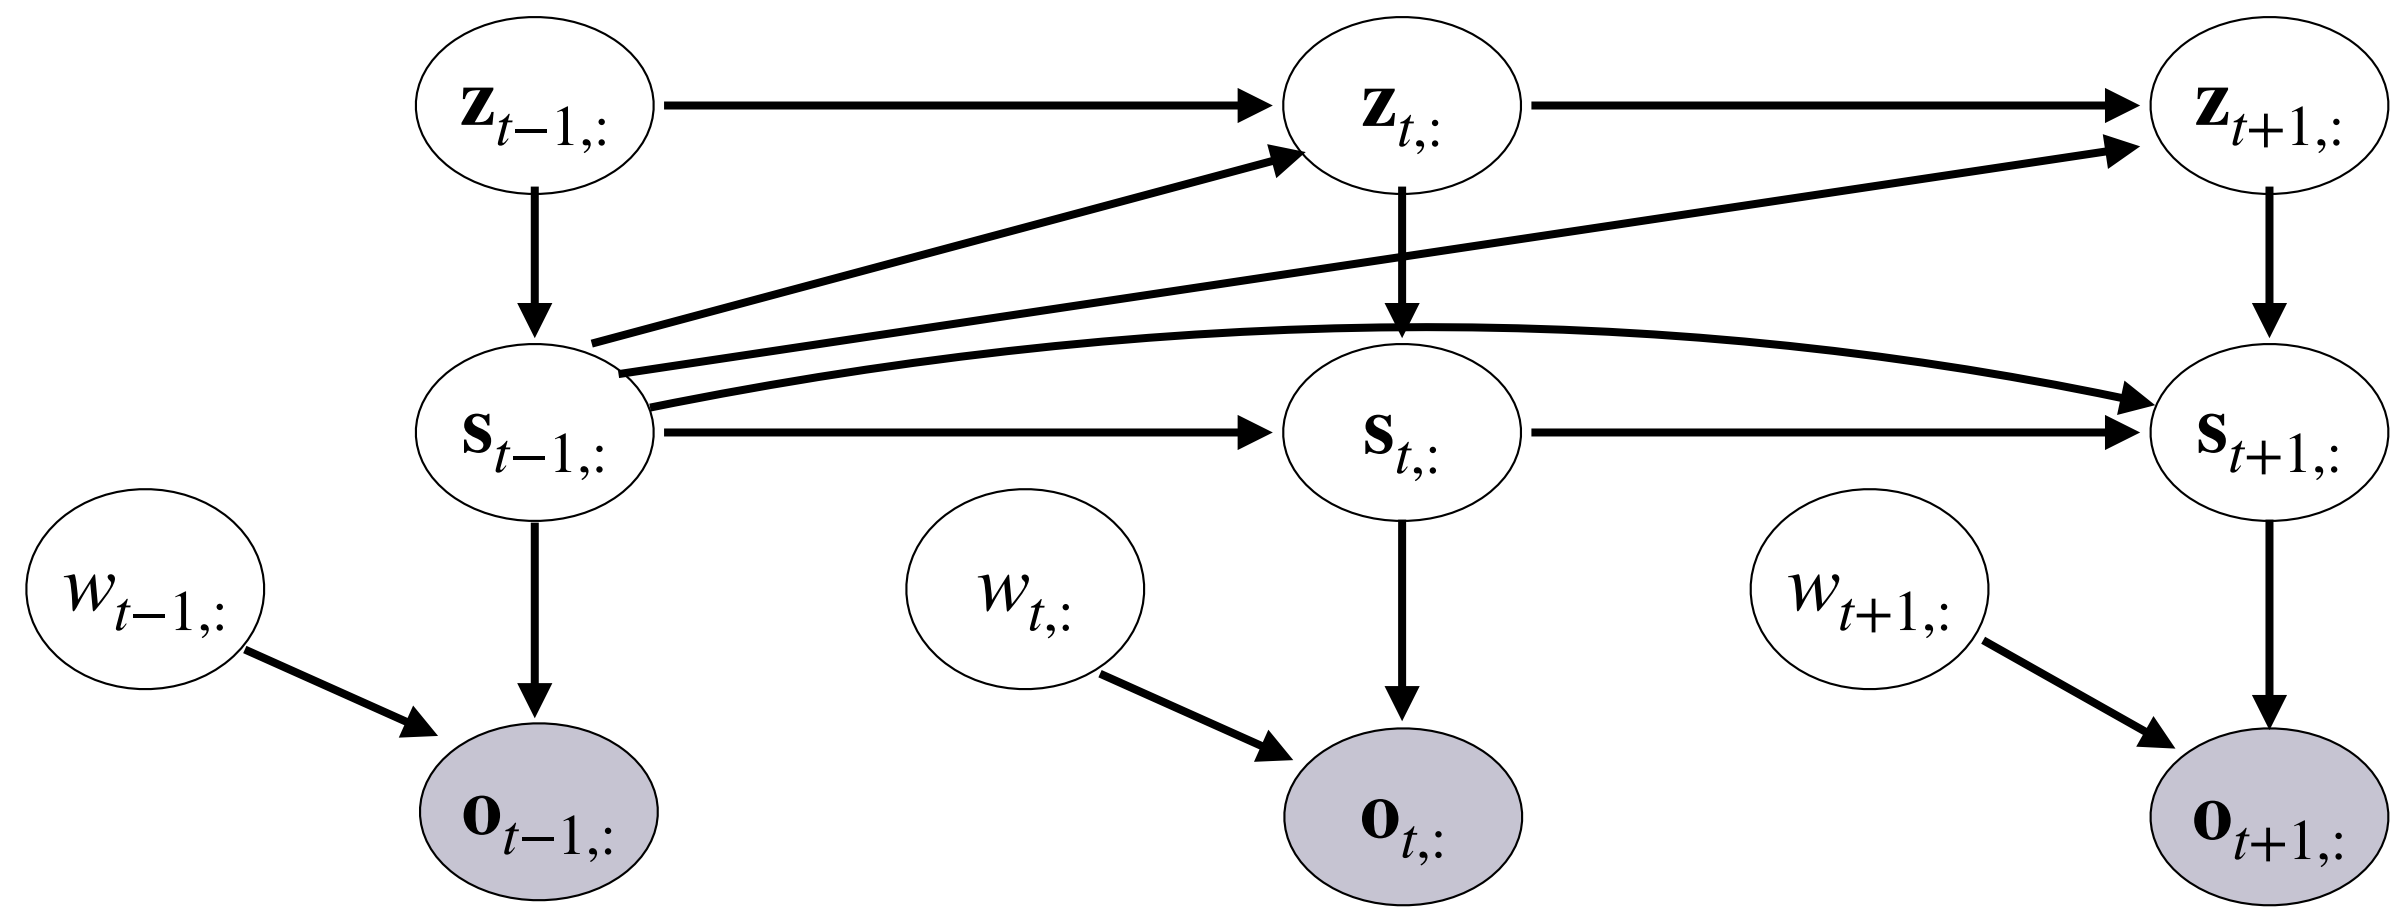 z_{t−1,:} z_{t,:} z_{t+1,:}
s_{t−1,:} s_{t,:} s_{t+1,:}
w_{t−1,:} w_{t,:} w_{t+1,:}
o_{t−1,:} o_{t,:} o_{t+1,:}